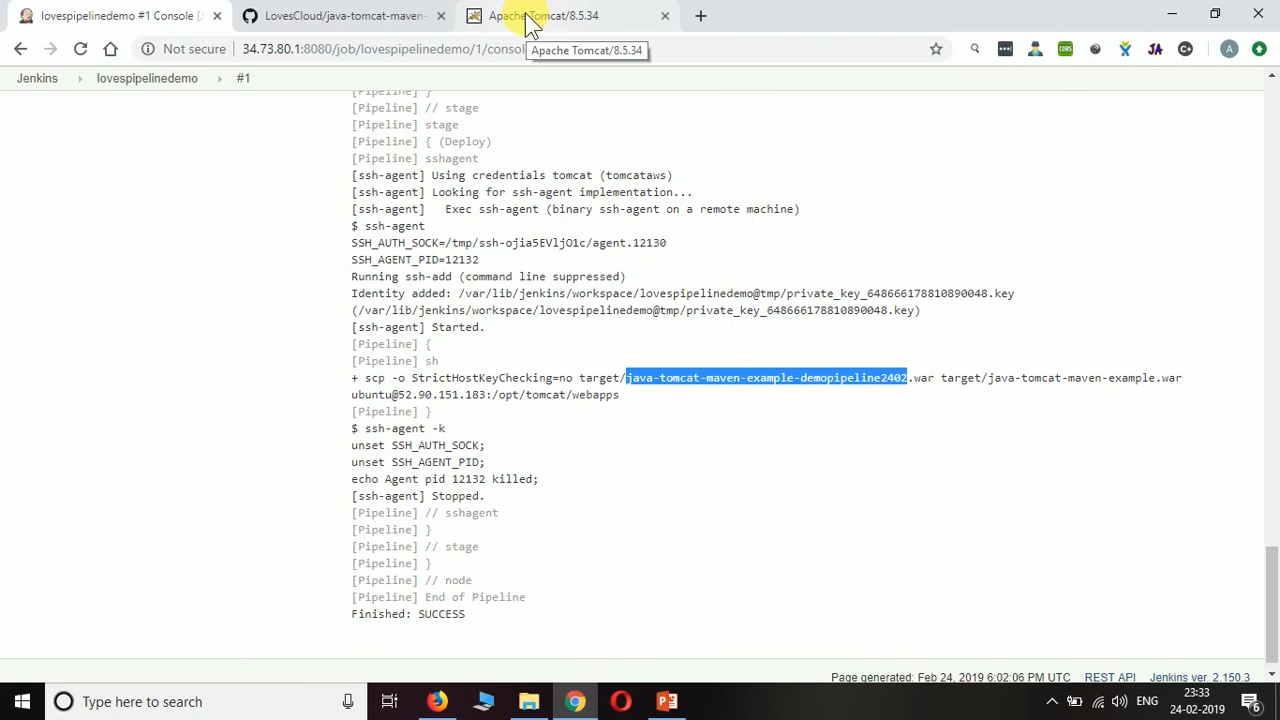 lovespipelinedemo #1 Console [
LovesCloud/java-tomcat-maven-
Apache Tomcat/8.5.34
Not secure
34.73.80.1:8080/job/lovespipelinedemo/1/conso
Apache Tomcat/8.5.34
CORS
JA
A
Jenkins
lovespipelinedemo
#1
[Pipeline] }
[Pipeline] // stage
[Pipeline] stage
[Pipeline] { (Deploy)
[Pipeline] sshagent
[ssh-agent] Using credentials tomcat (tomcataws)
[ssh-agent] Looking for ssh-agent implementation...
[ssh-agent]   Exec ssh-agent (binary ssh-agent on a remote machine)
$ ssh-agent
SSH_AUTH_SOCK=/tmp/ssh-ojia5EVljO1c/agent.12130
SSH_AGENT_PID=12132
Running ssh-add (command line suppressed)
Identity added: /var/lib/jenkins/workspace/lovespipelinedemo@tmp/private_key_648666178810890048.key
(/var/lib/jenkins/workspace/lovespipelinedemo@tmp/private_key_648666178810890048.key)
[ssh-agent] Started.
[Pipeline] {
[Pipeline] sh
+ scp -o StrictHostKeyChecking=no target/java-tomcat-maven-example-demopipeline2402.war target/java-tomcat-maven-example.war
ubuntu@52.90.151.183:/opt/tomcat/webapps
[Pipeline] }
$ ssh-agent -k
unset SSH_AUTH_SOCK;
unset SSH_AGENT_PID;
echo Agent pid 12132 killed;
[ssh-agent] Stopped.
[Pipeline] // sshagent
[Pipeline] }
[Pipeline] // stage
[Pipeline] }
[Pipeline] // node
[Pipeline] End of Pipeline
Finished: SUCCESS
Page generated: Feb 24, 2019 6:02:06 PM UTC
REST API
Jenkins ver. 2.150.3
Type here to search
ENG
23:33
24-02-2019
6